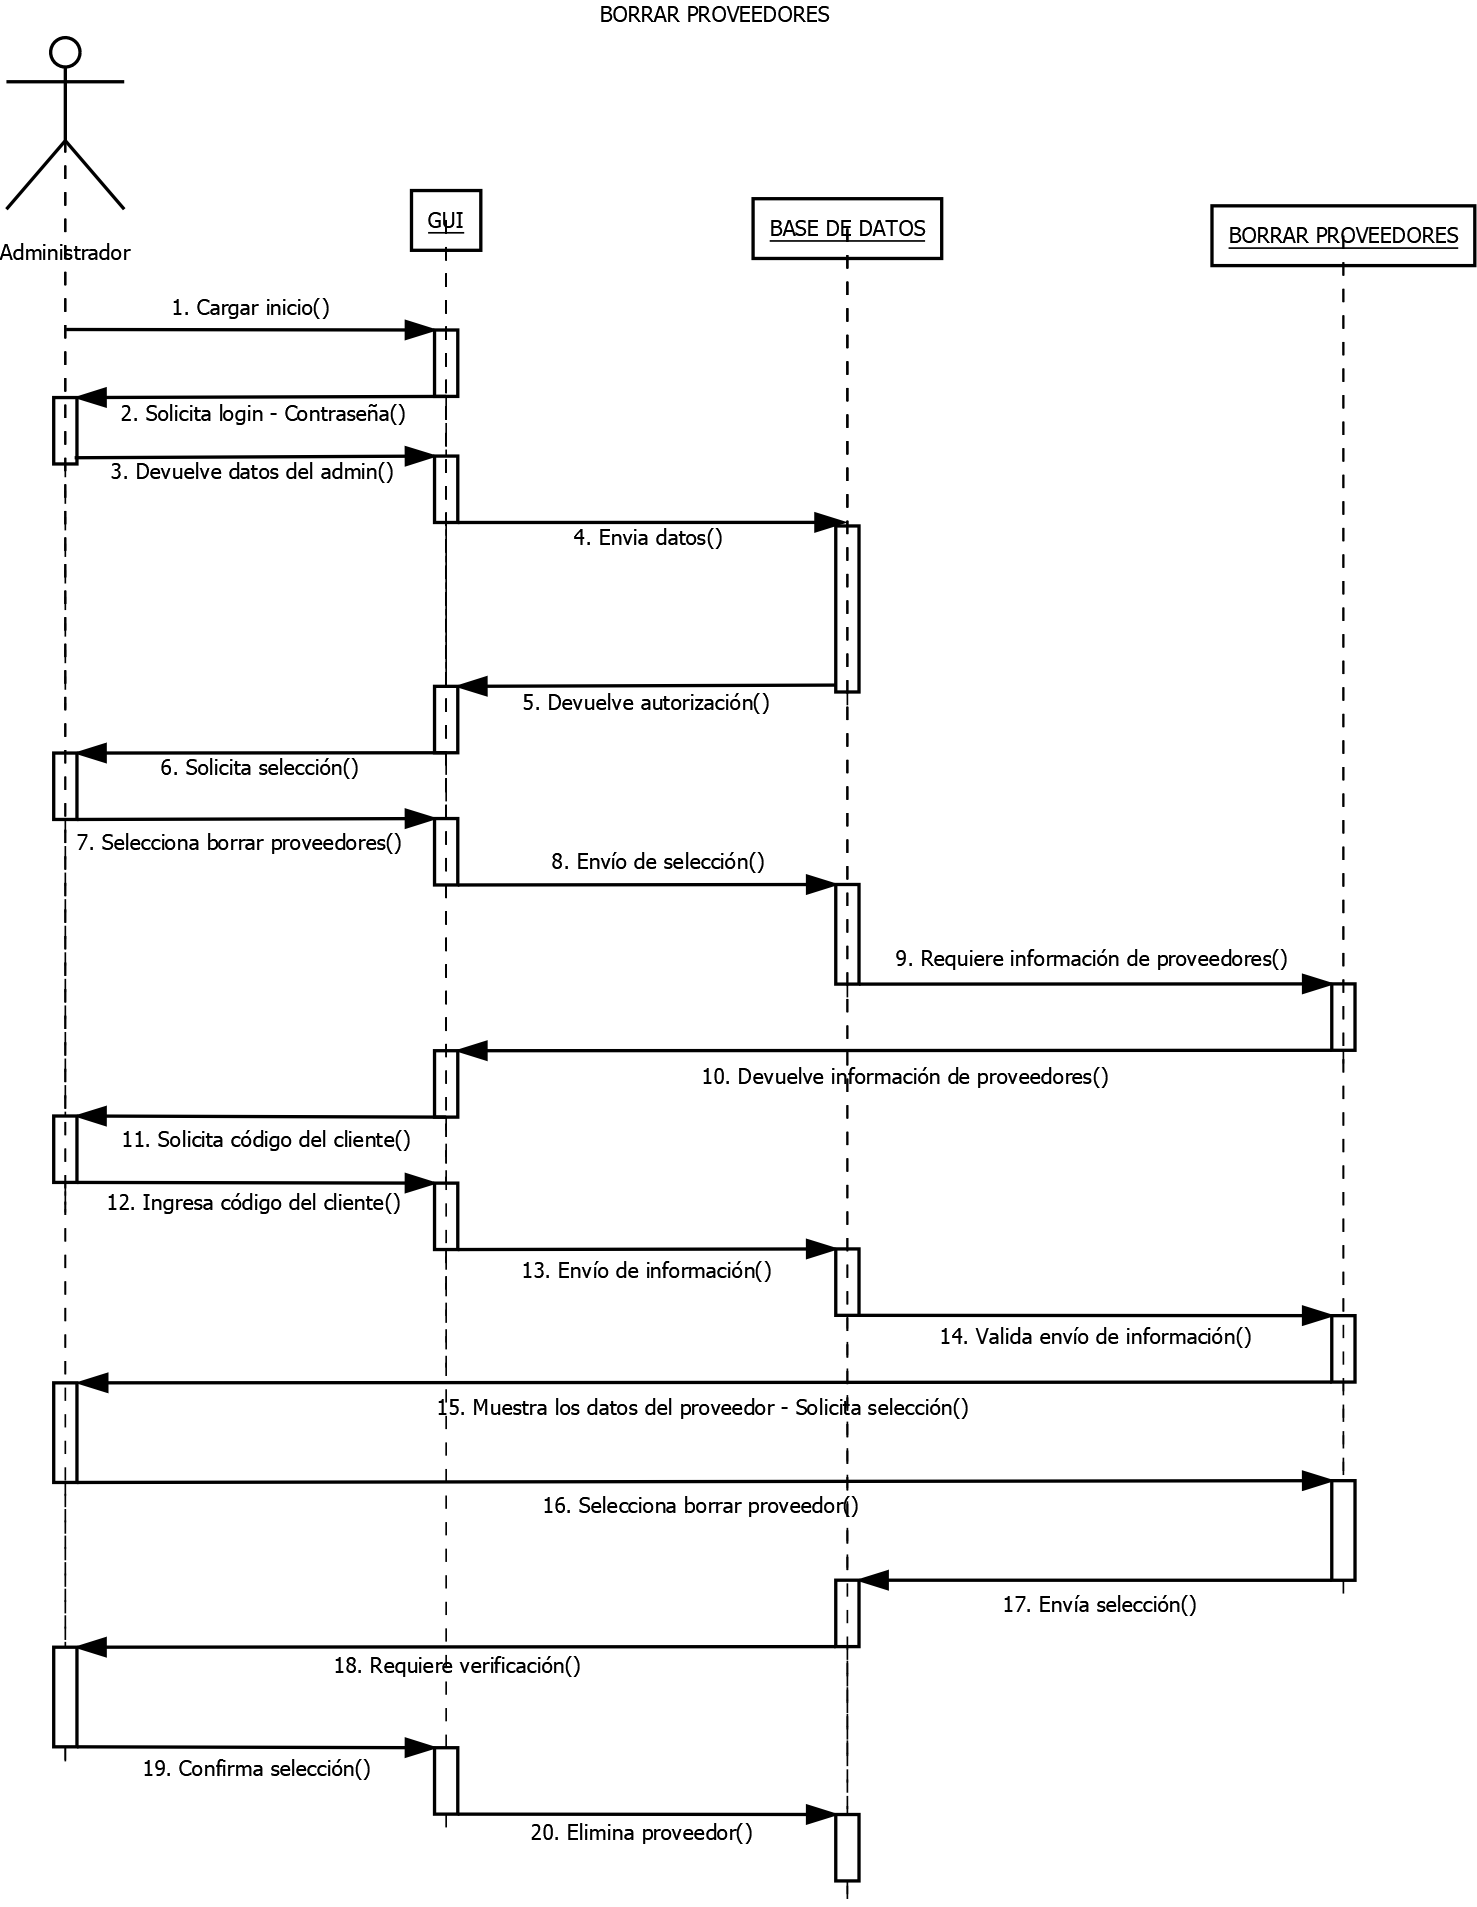 BORRAR PROVEEDORES
GUI
BASE DE DATOS
BORRAR PROVEEDORES
Administrador
1. Cargar inicio()
2. Solicita login - Contraseña()
3. Devuelve datos del admin()
4. Envia datos()
5. Devuelve autorización()
6. Solicita selección()
7. Selecciona borrar proveedores()
8. Envío de selección()
9. Requiere información de proveedores()
10. Devuelve información de proveedores()
11. Solicita código del cliente()
12. Ingresa código del cliente()
13. Envío de información()
14. Valida envío de información()
15. Muestra los datos del proveedor - Solicita selección()
16. Selecciona borrar proveedor()
17. Envía selección()
18. Requiere verificación()
19. Confirma selección()
20. Elimina proveedor()